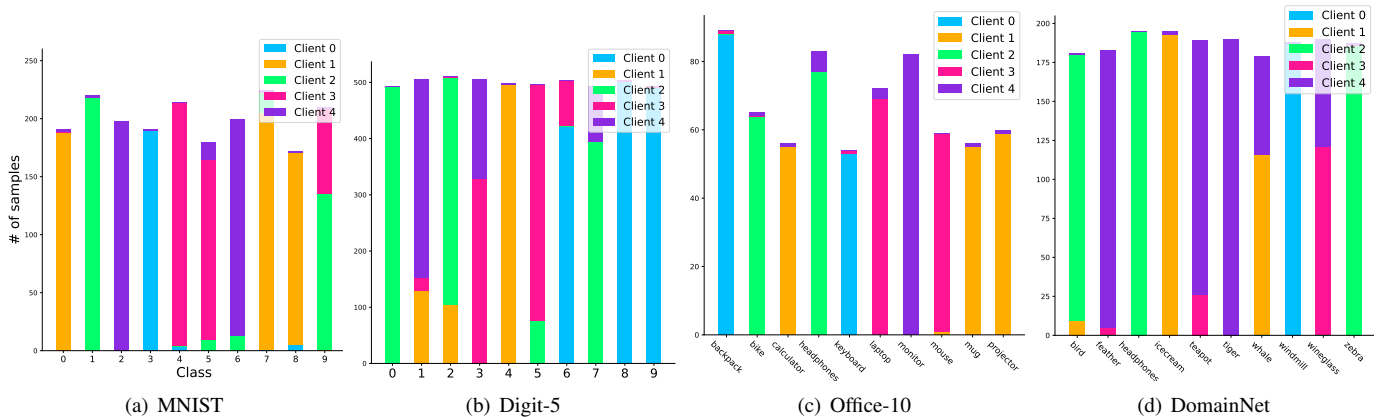 # of samples
250
200
150
100
50
0
0 1 2 3 4 5 6 7 8 9
Class
Client 0
Client 1
Client 2
Client 3
Client 4
(a) MNIST
500
400
300
200
100
0
0 1 2 3 4 5 6 7 8 9
Client 0
Client 1
Client 2
Client 3
Client 4
(b) Digit-5
80
60
40
20
0
backpack bike calculator headphones keyboard laptop monitor mouse mug projector
Client 0
Client 1
Client 2
Client 3
Client 4
(c) Office-10
200
175
150
125
100
75
50
25
0
bird feather headphones icecream teapot tiger whale windmill wineglass zebra
Client 0
Client 1
Client 2
Client 3
Client 4
(d) DomainNet